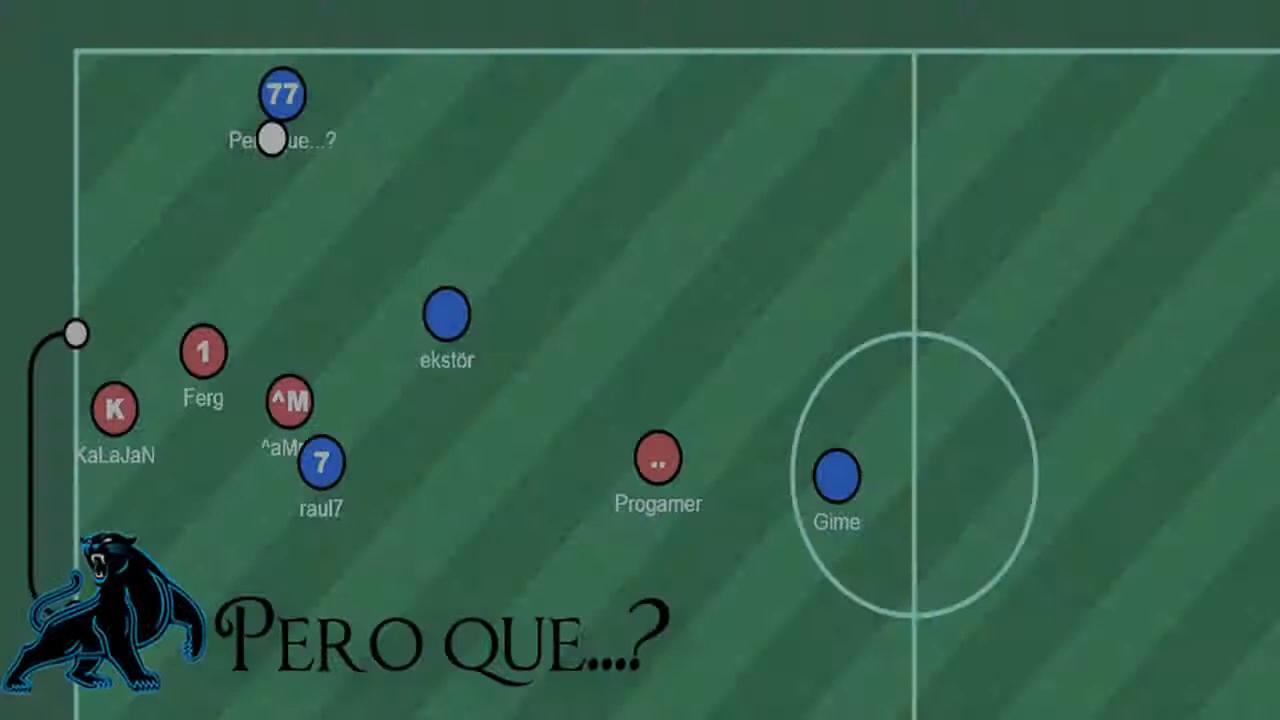 77
1
Ferg
ekstör
K
KaLaJaN
^M
7
raul7
..
Progamer
Gime
PERO QUE...?